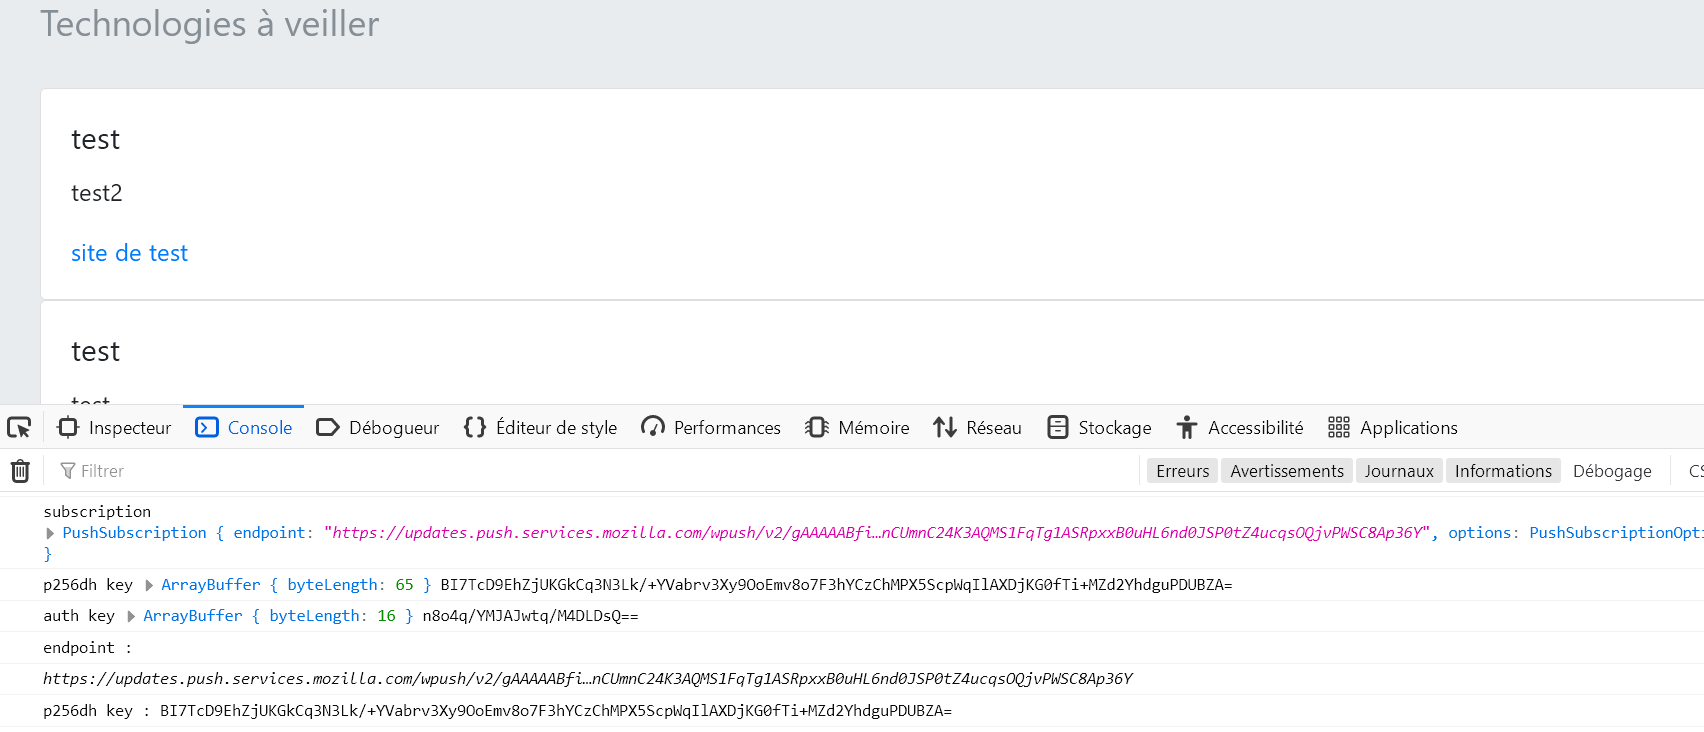 Technologies à veiller
test
test2
site de test
test
test
Inspecteur Console Débogueur Éditeur de style Performances Mémoire Réseau Stockage Accessibilité Applications
Filtrer Erreurs Avertissements Journaux Informations Débogage CS
subscription
PushSubscription { endpoint: "https://updates.push.services.mozilla.com/wpush/v2/gAAAAABfi…nCUmnC24K3AQMS1FqTg1ASRpxxB0uHL6nd0JSP0tZ4ucqsOQjvPWSC8Ap36Y", options: PushSubscriptionOpti
}
p256dh key ArrayBuffer { byteLength: 65 } BI7TcD9EhZjUKGkCq3N3Lk/+YVabrv3Xy9OoEmv8o7F3hYCzChMPX5ScpWqIlAXDjKG0fTi+MZd2YhdguPDUBZA=
auth key ArrayBuffer { byteLength: 16 } n8o4q/YMJAJwtq/M4DLDsQ==
endpoint :
https://updates.push.services.mozilla.com/wpush/v2/gAAAAABfi…nCUmnC24K3AQMS1FqTg1ASRpxxB0uHL6nd0JSP0tZ4ucqsOQjvPWSC8Ap36Y
p256dh key : BI7TcD9EhZjUKGkCq3N3Lk/+YVabrv3Xy9OoEmv8o7F3hYCzChMPX5ScpWqIlAXDjKG0fTi+MZd2YhdguPDUBZA=